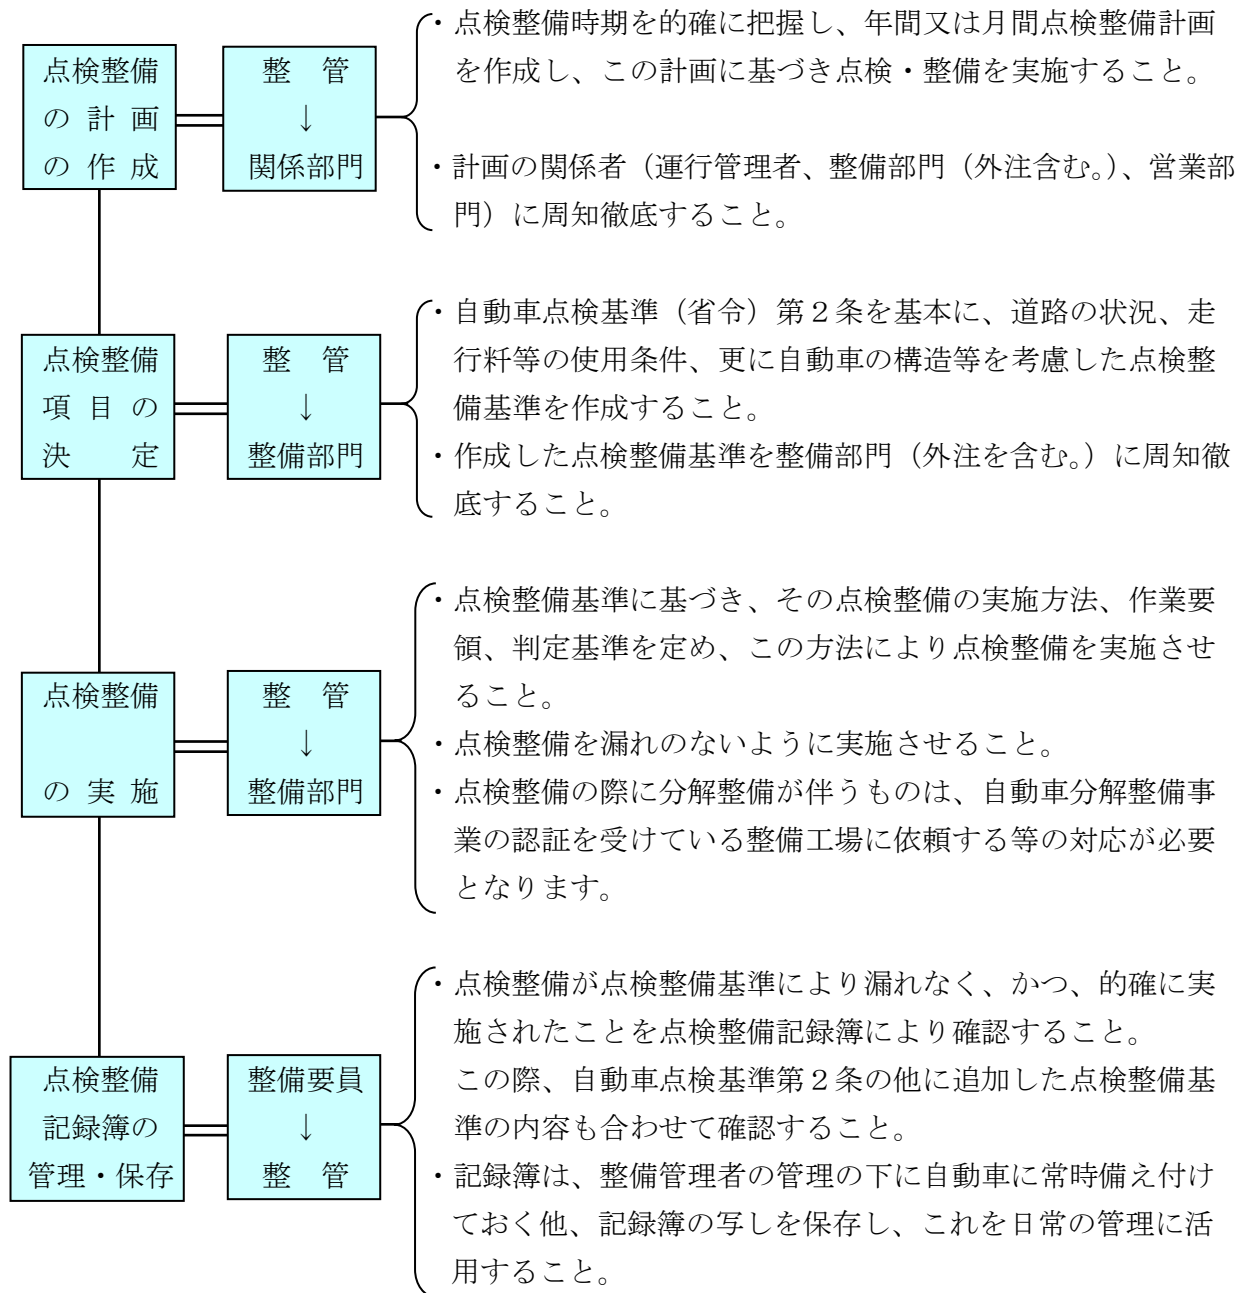 点検整備
の計画
の作成
整 管
↓
関係部門
・点検整備時期を的確に把握し、年間又は月間点検整備計画
を作成し、この計画に基づき点検・整備を実施すること。
・計画の関係者（運行管理者、整備部門（外注含む。）、営業部
門）に周知徹底すること。
点検整備
項目の
決 定
整 管
↓
整備部門
・自動車点検基準（省令）第２条を基本に、道路の状況、走
行粁等の使用条件、更に自動車の構造等を考慮した点検整
備基準を作成すること。
・作成した点検整備基準を整備部門（外注を含む。）に周知徹
底すること。
点検整備
の実施
整 管
↓
整備部門
・点検整備基準に基づき、その点検整備の実施方法、作業要
領、判定基準を定め、この方法により点検整備を実施させ
ること。
・点検整備を漏れのないように実施させること。
・点検整備の際に分解整備が伴うものは、自動車分解整備事
業の認証を受けている整備工場に依頼する等の対応が必要
となります。
点検整備
記録簿の
管理・保存
整備要員
↓
整 管
・点検整備が点検整備基準により漏れなく、かつ、的確に実
施されたことを点検整備記録簿により確認すること。
この際、自動車点検基準第２条の他に追加した点検整備基
準の内容も合わせて確認すること。
・記録簿は、整備管理者の管理の下に自動車に常時備え付け
ておく他、記録簿の写しを保存し、これを日常の管理に活
用すること。